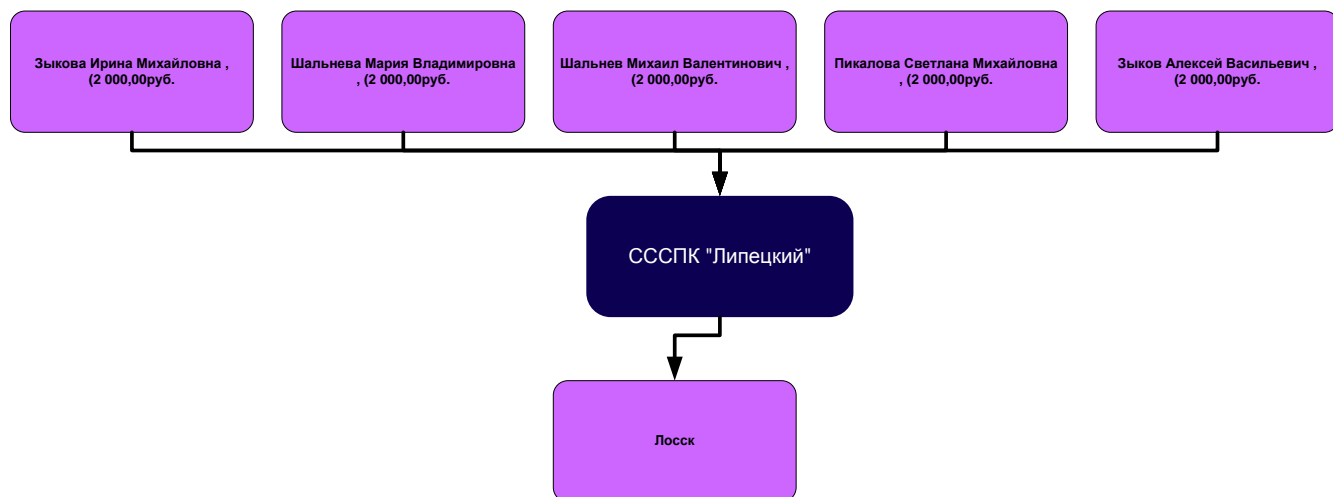 Зыкова Ирина Михайловна ,
(2 000,00руб.
Шальнева Мария Владимировна
, (2 000,00руб.
Шальнев Михаил Валентинович ,
(2 000,00руб.
Пикалова Светлана Михайловна
, (2 000,00руб.
Зыков Алексей Васильевич ,
(2 000,00руб.
СССПК "Липецкий"
Лосск